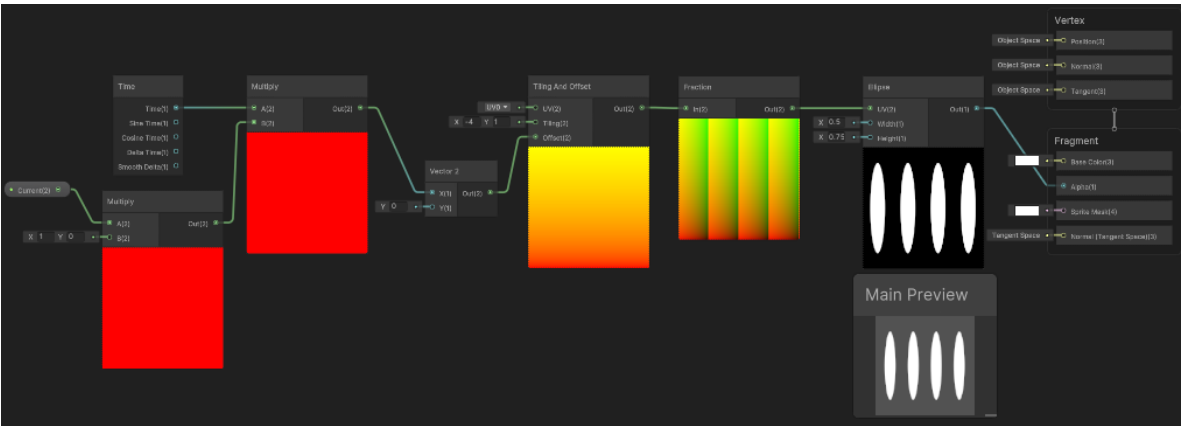 Time
Time(1)
Sine Time(1)
Cosine Time(1)
Delta Time(1)
Smooth Delta(1)
Current(2)
Multiply
A(2) Out(2)
B(2)
X 1 Y 0
Multiply
A(2) Out(2)
B(2)
Vector 2
X(1) Out(2)
Y 0 Y(1)
Tiling And Offset
UV0 UV(2) Out(2)
X -4 Y 1 Tiling(2)
Offset(2)
Fraction
In(2) Out(2)
Ellipse
UV(2) Out(1)
X 0.5 Width(1)
X 0.75 Height(1)
Main Preview
Vertex
Object Space Position(3)
Object Space Normal(3)
Object Space Tangent(3)
Fragment
Base Color(3)
Alpha(1)
Sprite Mask(4)
Tangent Space Normal (Tangent Space)(3)